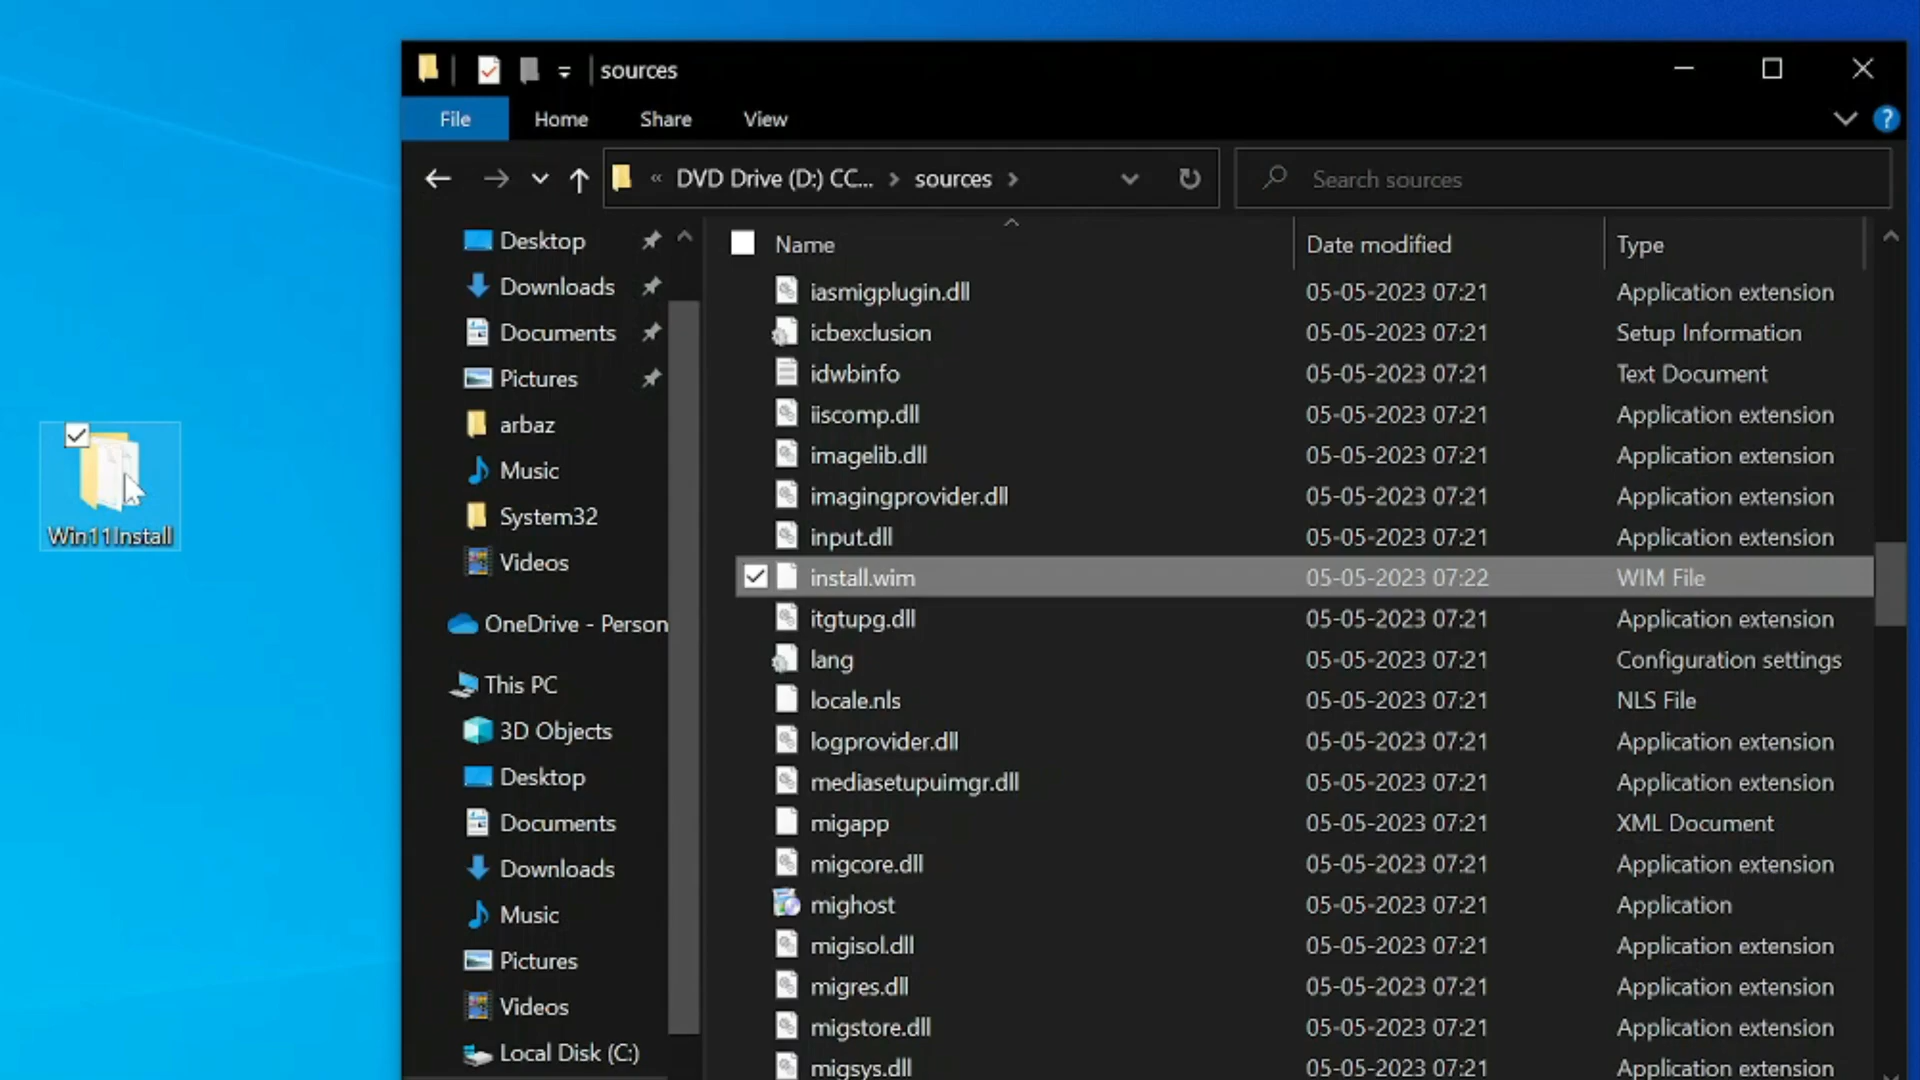 sources
File Home Share View
« DVD Drive (D:) CC... > sources >
Search sources
Name Date modified Type
Desktop
Downloads
Documents
Pictures
arbaz
Music
System32
Videos
OneDrive - Person
This PC
3D Objects
Desktop
Documents
Downloads
Music
Pictures
Videos
Local Disk (C:)
iasmigplugin.dll 05-05-2023 07:21 Application extension
icbexclusion 05-05-2023 07:21 Setup Information
idwbinfo 05-05-2023 07:21 Text Document
iiscomp.dll 05-05-2023 07:21 Application extension
imagelib.dll 05-05-2023 07:21 Application extension
imagingprovider.dll 05-05-2023 07:21 Application extension
input.dll 05-05-2023 07:21 Application extension
install.wim 05-05-2023 07:22 WIM File
itgtupg.dll 05-05-2023 07:21 Application extension
lang 05-05-2023 07:21 Configuration settings
locale.nls 05-05-2023 07:21 NLS File
logprovider.dll 05-05-2023 07:21 Application extension
mediasetupuimgr.dll 05-05-2023 07:21 Application extension
migapp 05-05-2023 07:21 XML Document
migcore.dll 05-05-2023 07:21 Application extension
mighost 05-05-2023 07:21 Application
migisol.dll 05-05-2023 07:21 Application extension
migres.dll 05-05-2023 07:21 Application extension
migstore.dll 05-05-2023 07:21 Application extension
migsys.dll 05-05-2023 07:21 Application extension
Win11Install